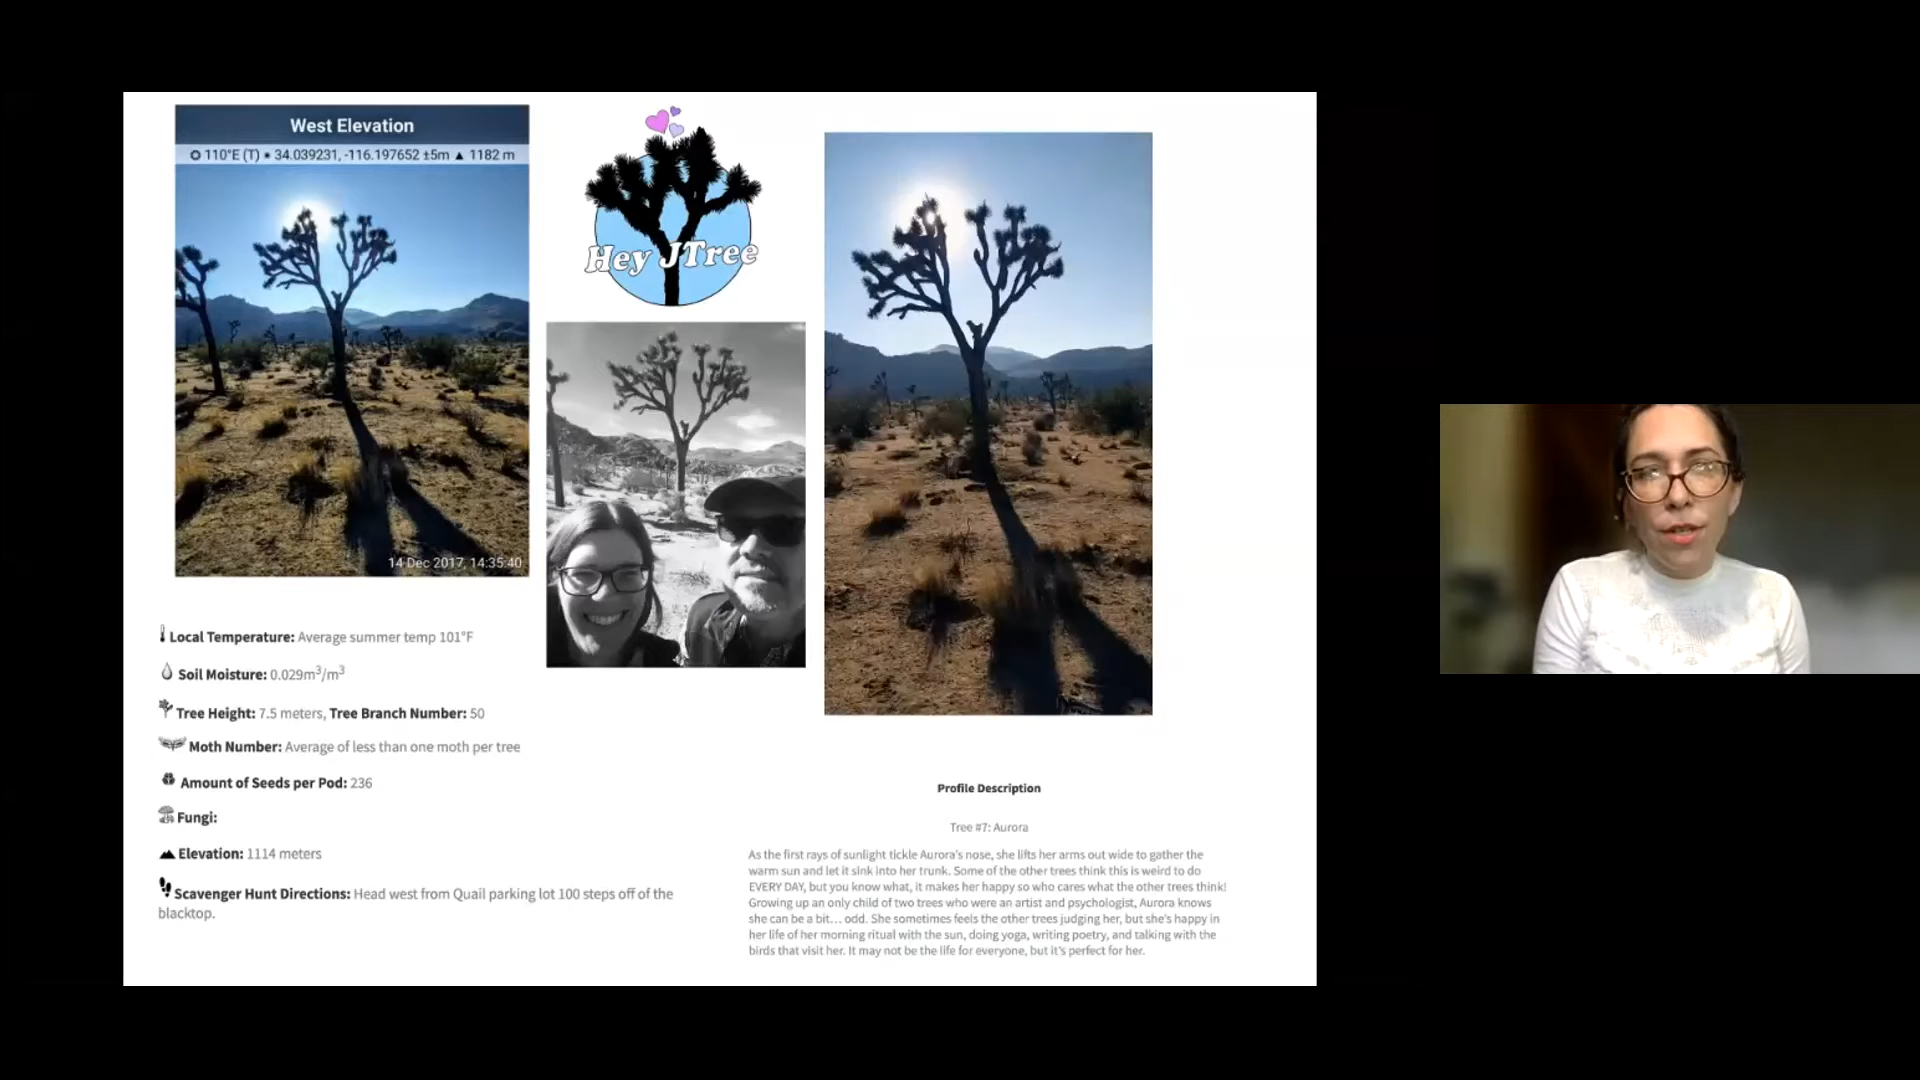 West Elevation
110°E (T) • 34.039231, -116.197652 ±5m ▲ 1182 m
14 Dec 2017, 14:35:40
Hey JTree
Local Temperature: Average summer temp 101°F
Soil Moisture: 0.029m³/m³
Tree Height: 7.5 meters, Tree Branch Number: 50
Moth Number: Average of less than one moth per tree
Amount of Seeds per Pod: 236
Fungi:
Elevation: 1114 meters
Scavenger Hunt Directions: Head west from Quail parking lot 100 steps off of the
blacktop.
Profile Description
Tree #7: Aurora
As the first rays of sunlight tickle Aurora's nose, she lifts her arms out wide to gather the
warm sun and let it sink into her trunk. Some of the other trees think this is weird to do
EVERY DAY, but you know what, it makes her happy so who cares what the other trees think!
Growing up an only child of two trees who were an artist and psychologist, Aurora knows
she can be a bit... odd. She sometimes feels the other trees judging her, but she's happy in
her life of her morning ritual with the sun, doing yoga, writing poetry, and talking with the
birds that visit her. It may not be the life for everyone, but it's perfect for her.